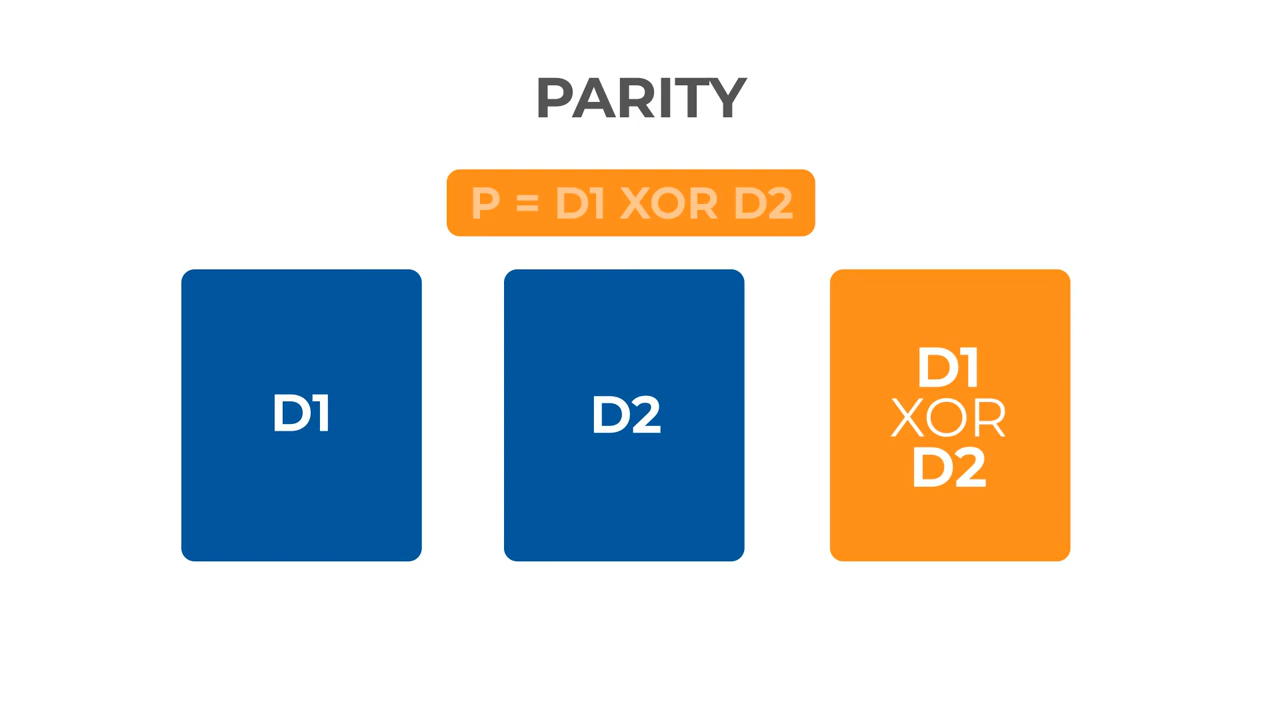 PARITY
P = D1 XOR D2
D1
D2
D1
XOR
D2